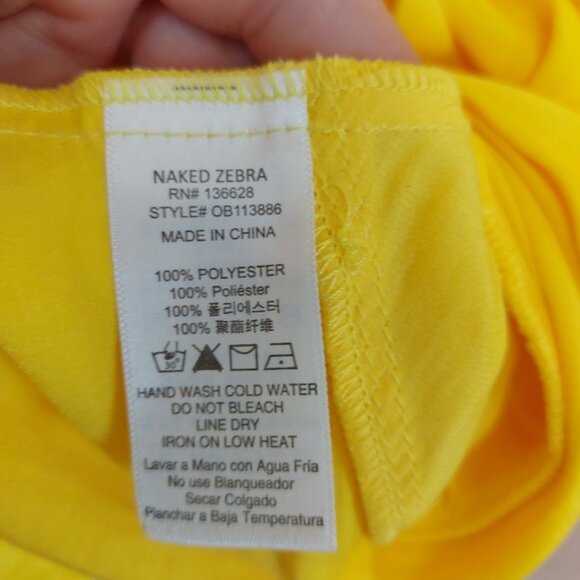 NAKED ZEBRA
RN# 136628
STYLE# OB113886
MADE IN CHINA
100% POLYESTER
100% Poliéster
100% 폴리에스터
100% 聚酯纤维
30°
HAND WASH COLD WATER
DO NOT BLEACH
LINE DRY
IRON ON LOW HEAT
Lavar a Mano con Agua Fría
No use Blanqueador
Secar Colgado
Planchar a Baja Temperatura